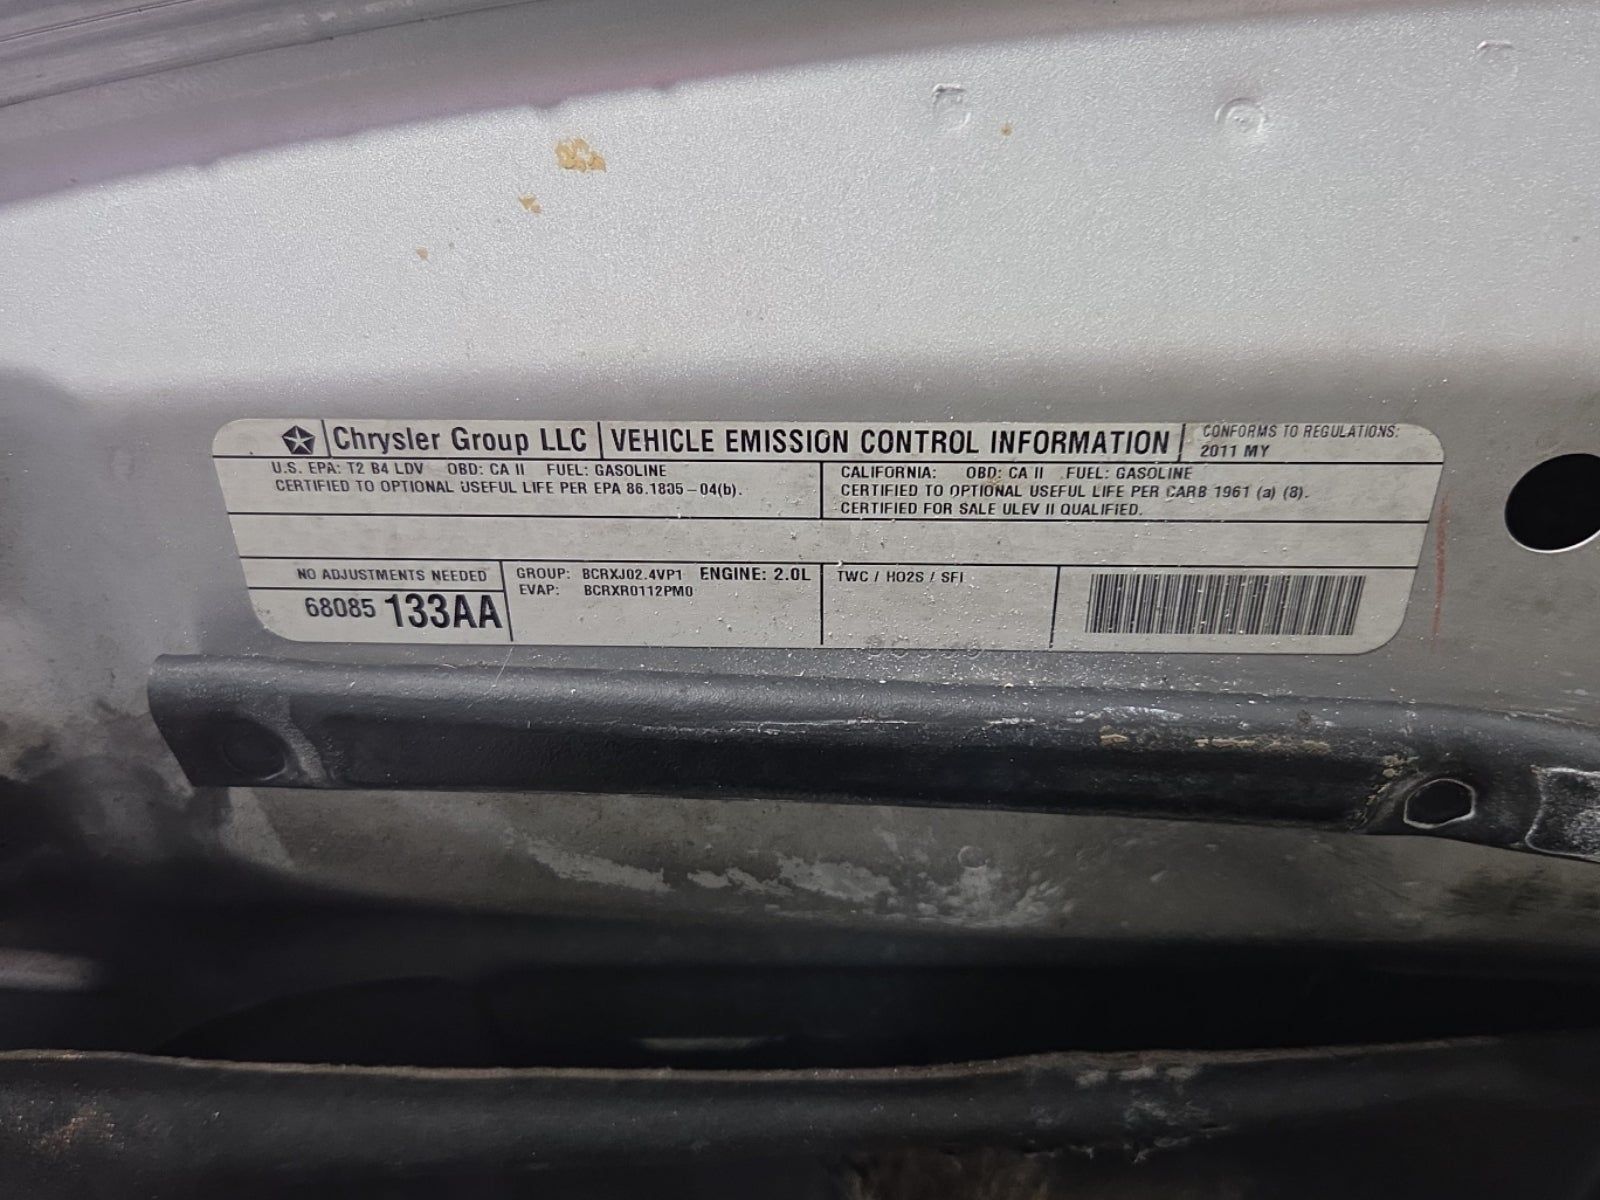 Chrysler Group LLC
VEHICLE EMISSION CONTROL INFORMATION
CONFORMS TO REGULATIONS:
2011 MY
U.S. EPA: T2 B4 LDV OBD: CA II FUEL: GASOLINE
CERTIFIED TO OPTIONAL USEFUL LIFE PER EPA 86.1805-04(b).
CALIFORNIA: OBD: CA II FUEL: GASOLINE
CERTIFIED TO OPTIONAL USEFUL LIFE PER CARB 1961 (a) (8).
CERTIFIED FOR SALE ULEV II QUALIFIED.
NO ADJUSTMENTS NEEDED
68085 133AA
GROUP: BCRXJ02.4VP1 ENGINE: 2.0L
EVAP: BCRXR0112PM0
TWC / HO2S / SFI